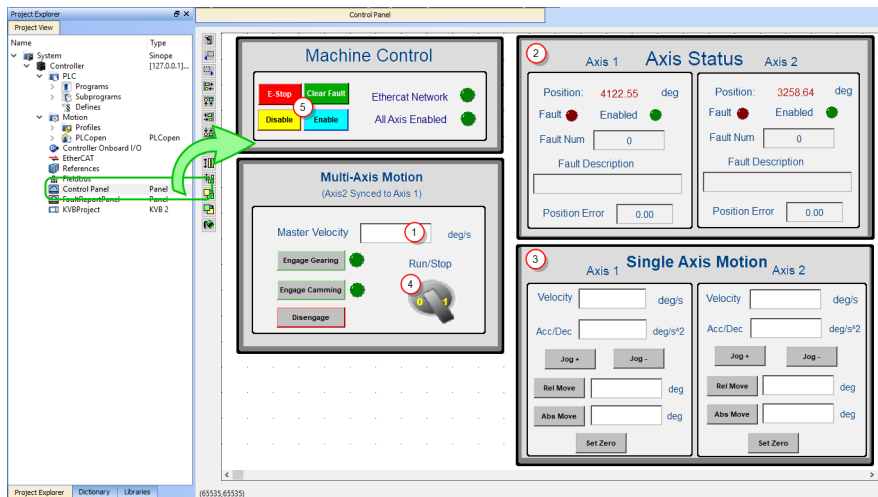 Project Explorer
Control Panel
Project View
Name Type
System Sinope
Controller [127.0.0.1]...
PLC
Programs
Subprograms
Defines
Motion
Profiles
PLCopen PLCopen
Controller Onboard I/O
EtherCAT
References
Fieldbus
Control Panel Panel
FaultReportPanel Panel
KVBProject KVB 2
Machine Control
E-Stop Clear Fault
5
Disable Enable
Ethercat Network
All Axis Enabled
Multi-Axis Motion
(Axis2 Synced to Axis 1)
Master Velocity 1 deg/s
Engage Gearing Run/Stop
4
Engage Camming
0 1
Disengage
2
Axis 1 Axis Status Axis 2
Position: 4122.55 deg
Fault Enabled
Fault Num 0
Fault Description
Position Error 0.00
Position: 3258.64 deg
Fault Enabled
Fault Num 0
Fault Description
Position Error 0.00
3
Axis 1 Single Axis Motion Axis 2
Velocity deg/s
Acc/Dec deg/s^2
Jog + Jog -
Rel Move deg
Abs Move deg
Set Zero
Velocity deg/s
Acc/Dec deg/s^2
Jog + Jog -
Rel Move deg
Abs Move deg
Set Zero
Project Explorer Dictionary Libraries
(65535,65535)